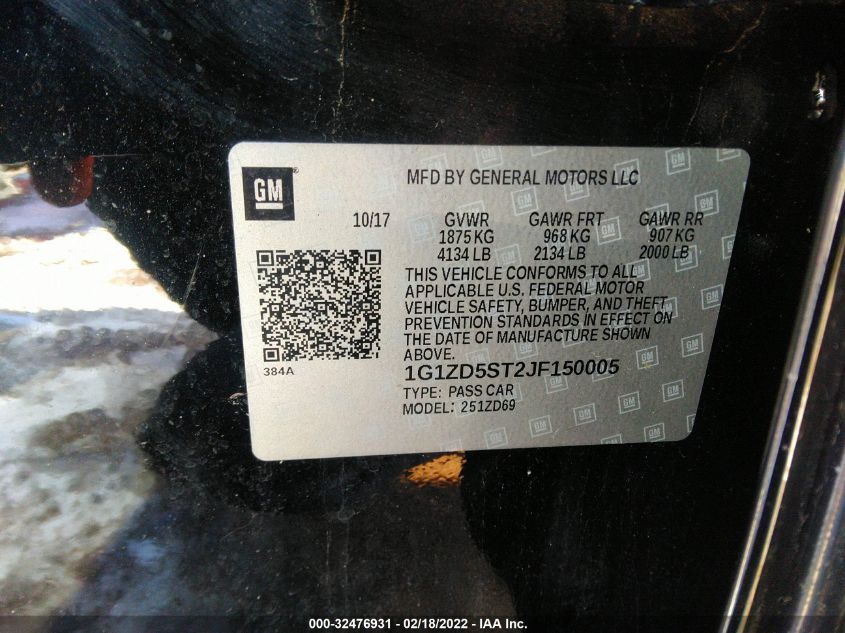 GM
MFD BY GENERAL MOTORS LLC
10/17 GVWR GAWR FRT GAWR RR
1875 KG 968 KG 907 KG
4134 LB 2134 LB 2000 LB
THIS VEHICLE CONFORMS TO ALL
APPLICABLE U.S. FEDERAL MOTOR
VEHICLE SAFETY, BUMPER, AND THEFT
PREVENTION STANDARDS IN EFFECT ON
THE DATE OF MANUFACTURE SHOWN
ABOVE.
384A
1G1ZD5ST2JF150005
TYPE: PASS CAR
MODEL: 251ZD69
000-32476931 - 02/18/2022 - IAA Inc.